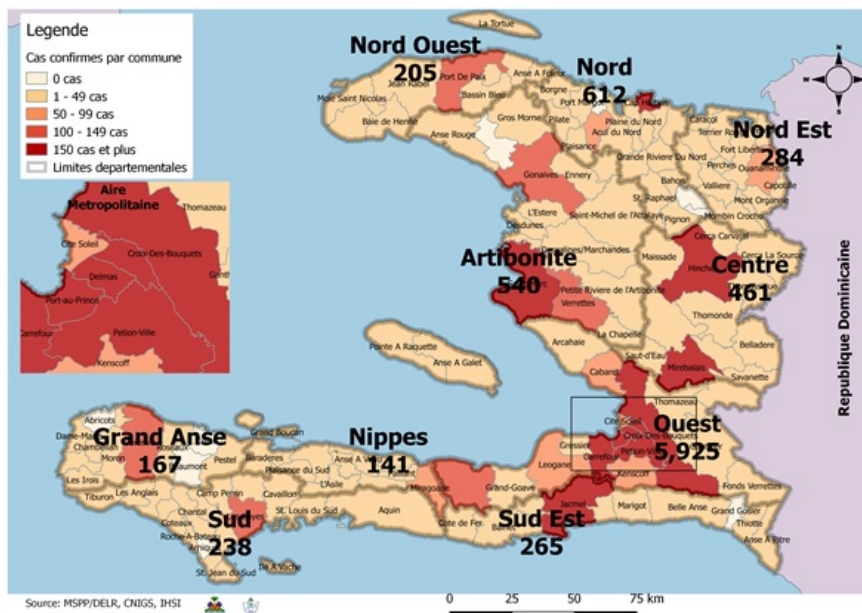 Legende
Cas confirmes par commune
0 cas
1 - 49 cas
50 - 99 cas
100 - 149 cas
150 cas et plus
Limites departementales
Aire
Metropolitaine
Thomazeau
Cite Soleil
Croix-Des-Bouquets
Delmas
Port-au-Prince
Carrefour
Petion-Ville
Kenscoff
La Tortue
Nord Ouest
205
Port De Paix
Anse A Foleur
Jean Rabel
Bassin Bleu
Mole Saint Nicolas
Baie de Henne
Anse Rouge
Gros Morne
Nord
612
Borgne
Pilate
Plaine du Nord
Acul du Nord
Plaisance
Grande Riviere Du Nord
Bahon
St. Raphael
Pignon
Nord Est
284
Caracol
Fort Liberte
Perches
Ouanaminthe
Capotille
Valliere
Mont Organise
Mombin Crochu
Gonaives
Ennery
L'Estere
Desdunes
Saint-Michel de l'Attalaye
Dessalines/Marchandes
Artibonite
540
Petite Riviere de l'Artibonite
Verrettes
La Chapelle
Cerca Carvajal
Cerca La Source
Maissade
Centre
461
Thomonde
Belladere
Saut-d'Eau
Mirebalais
Savanette
Republique Dominicaine
Pointe A Raquette
Anse A Galet
Arcahaie
Cabaret
Thomazeau
Cite Soleil
Ouest
5,925
Croix-Des-Bouquets
Gressier
Carrefour
Petion-Ville
Kenscoff
Leogane
Fonds Verrettes
Grand-Goave
Abricots
Grand Anse
167
Chambellan
Moron
Roseaux
Pestel
Les Irois
Grand Boucan
Baraderes
Plaisance du Sud
Nippes
141
L'Asile
Miragoane
Tiburon
Les Anglais
Camp Perrin
Cavaillon
St. Louis du Sud
Aquin
Chantal
Coteaux
Roche-A-Bateau
Sud
238
St. Jean du Sud
Ile A Vache
Cote de Fer
Jacmel
Sud Est
265
Marigot
Belle Anse
Grand Gosier
Thiotte
Anse A Pitre
N
W
E
S
Source: MSPP/DELR, CNIGS, IHSI
0 25 50 75 km